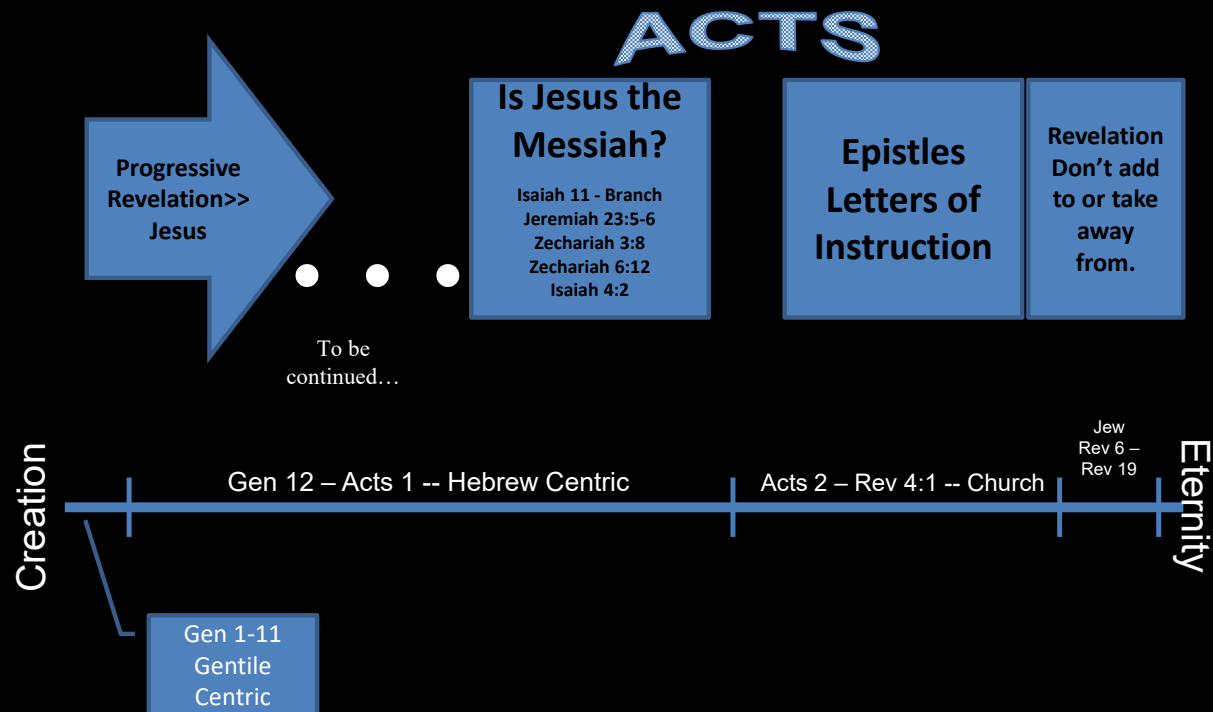 ACTS
Progressive
Revelation>>
Jesus
To be
continued…
Is Jesus the
Messiah?
Isaiah 11 - Branch
Jeremiah 23:5-6
Zechariah 3:8
Zechariah 6:12
Isaiah 4:2
Epistles
Letters of
Instruction
Revelation
Don’t add
to or take
away
from.
Creation
Gen 12 – Acts 1 -- Hebrew Centric
Acts 2 – Rev 4:1 -- Church
Jew
Rev 6 –
Rev 19
Eternity
Gen 1-11
Gentile
Centric